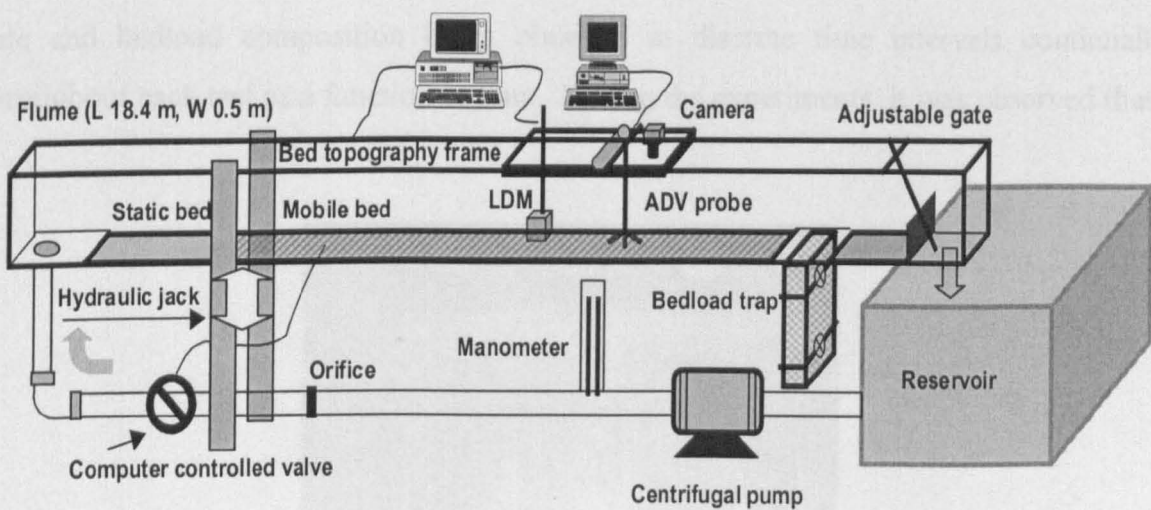 Flume (L 18.4 m, W 0.5 m)
Camera
Adjustable gate
Bed topography frame
Static bed
Mobile bed
LDM
ADV probe
Hydraulic jack
Bedload trap
Manometer
Orifice
Reservoir
Computer controlled valve
Centrifugal pump